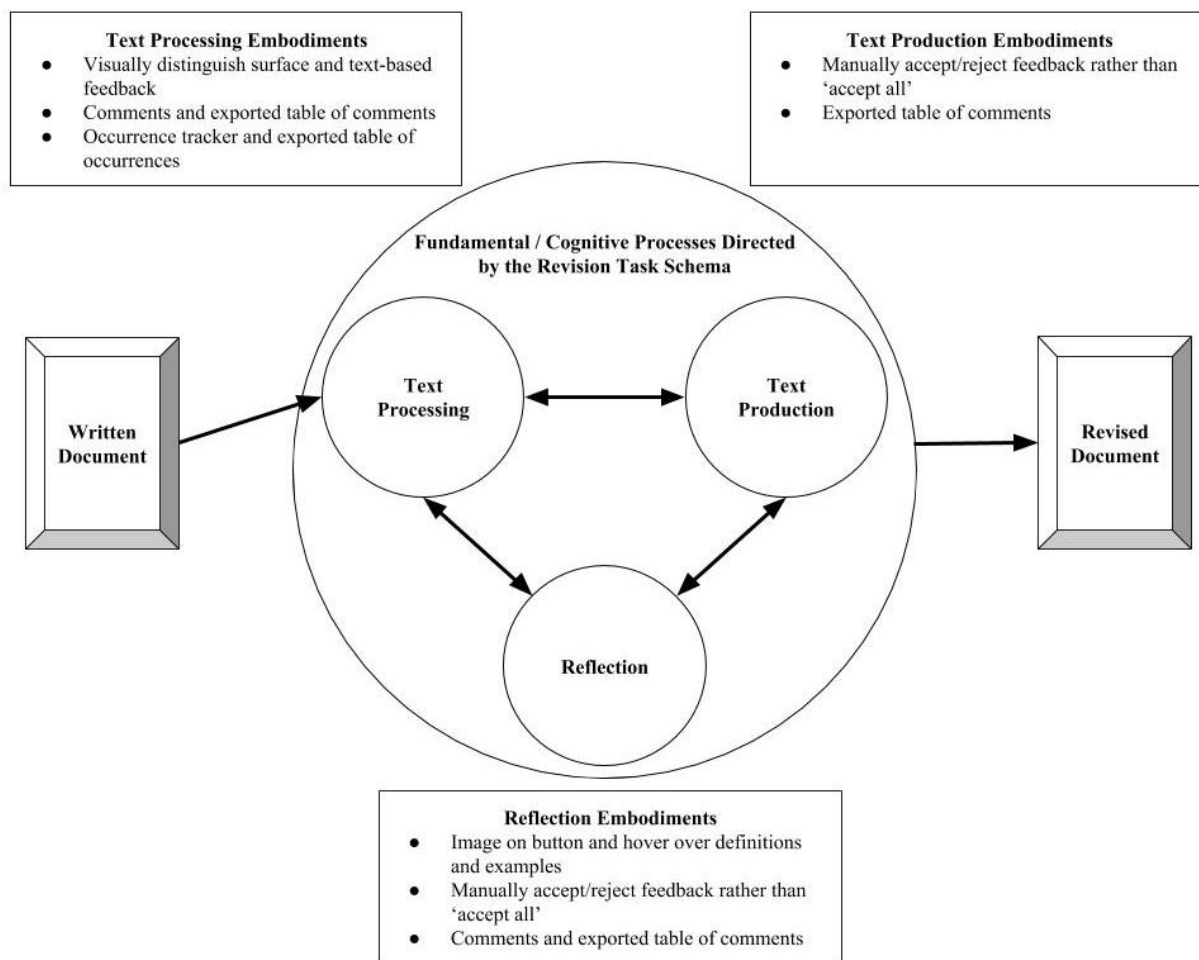 Text Processing Embodiments
● Visually distinguish surface and text-based
feedback
● Comments and exported table of comments
● Occurrence tracker and exported table of
occurrences
Text Production Embodiments
● Manually accept/reject feedback rather than
‘accept all’
● Exported table of comments
Fundamental / Cognitive Processes Directed
by the Revision Task Schema
Written
Document
Text
Processing
Text
Production
Revised
Document
Reflection
Reflection Embodiments
● Image on button and hover over definitions
and examples
● Manually accept/reject feedback rather than
‘accept all’
● Comments and exported table of comments